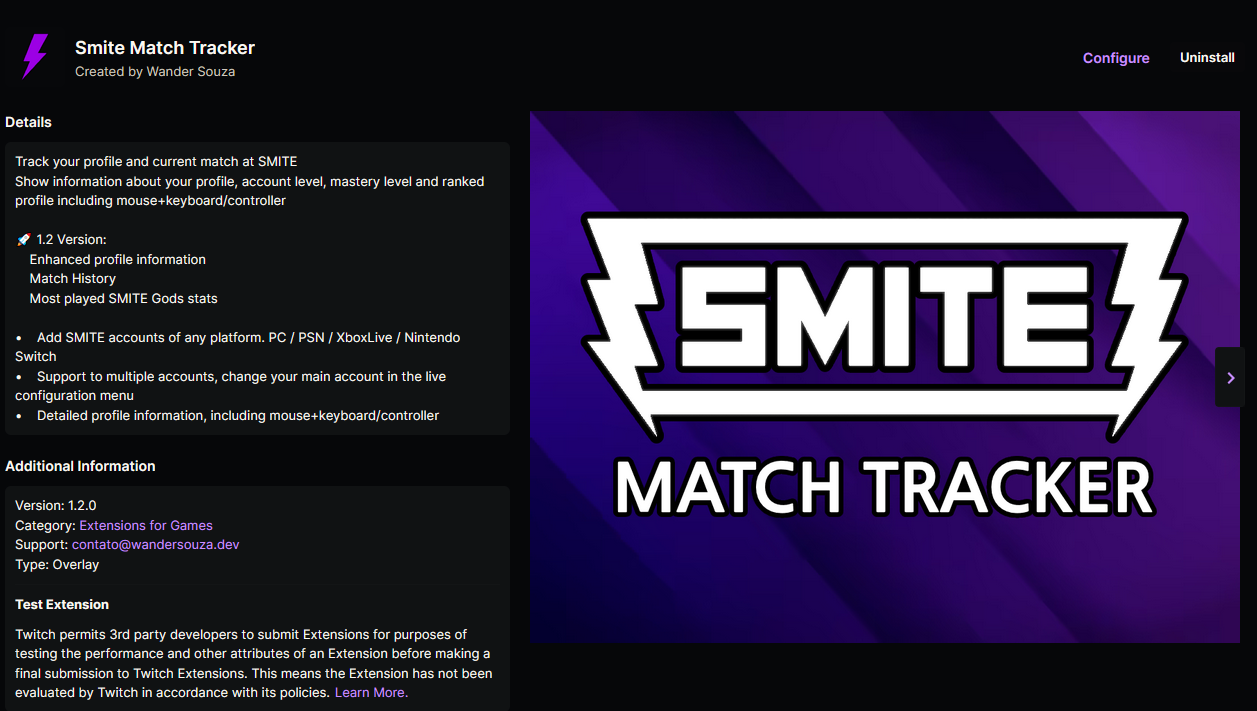 Smite Match Tracker
Created by Wander Souza
Configure
Uninstall
Details
Track your profile and current match at SMITE
Show information about your profile, account level, mastery level and ranked
profile including mouse+keyboard/controller
🚀 1.2 Version:
Enhanced profile information
Match History
Most played SMITE Gods stats
• Add SMITE accounts of any platform. PC / PSN / XboxLive / Nintendo
Switch
• Support to multiple accounts, change your main account in the live
configuration menu
• Detailed profile information, including mouse+keyboard/controller
Additional Information
Version: 1.2.0
Category: Extensions for Games
Support: contato@wandersouza.dev
Type: Overlay
Test Extension
Twitch permits 3rd party developers to submit Extensions for purposes of
testing the performance and other attributes of an Extension before making a
final submission to Twitch Extensions. This means the Extension has not been
evaluated by Twitch in accordance with its policies. Learn More.
SMITE
MATCH TRACKER